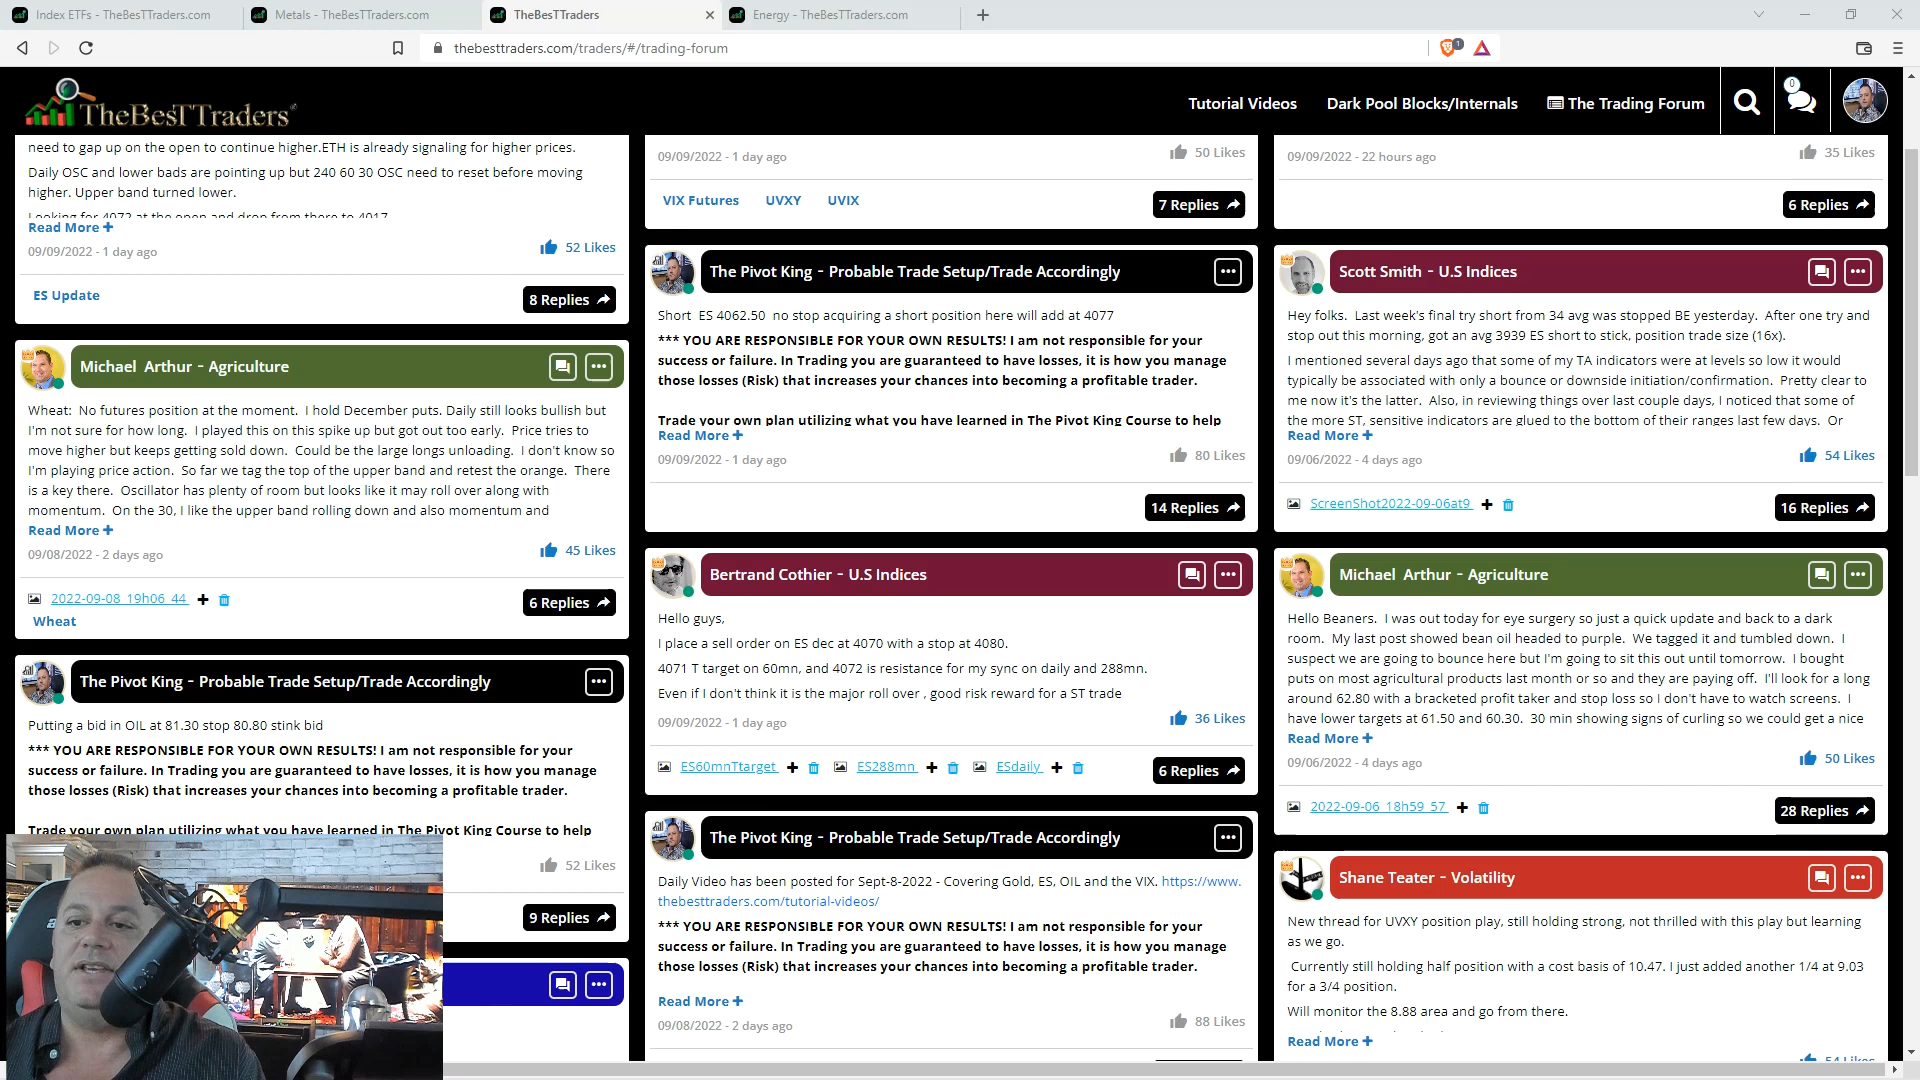 Index ETFs - TheBesTTraders
Metals - TheBesTTraders
TheBesTTraders
Energy - TheBesTTraders
thebesttraders.com/traders/#/trading-forum
1
TheBesTTraders
Tutorial Videos
Dark Pool Blocks/Internals
The Trading Forum
0
need to gap up on the open to continue higher.ETH is already signaling for higher prices.
Daily OSC and lower bads are pointing up but 240 60 30 OSC need to reset before moving
higher. Upper band turned lower.
Looking for 4072 at the open and drop from there to 4017
Read More +
09/09/2022 - 1 day ago
52 Likes
ES Update
8 Replies
Michael Arthur - Agriculture
Wheat: No futures position at the moment. I hold December puts. Daily still looks bullish but
I'm not sure for how long. I played this on this spike up but got out too early. Price tries to
move higher but keeps getting sold down. Could be the large longs unloading. I don't know so
I'm playing price action. So far we tag the top of the upper band and retest the orange. There
is a key there. Oscillator has plenty of room but looks like it may roll over along with
momentum. On the 30, I like the upper band rolling down and also momentum and
Read More +
09/08/2022 - 2 days ago
45 Likes
2022-09-08_19h06_44
6 Replies
Wheat
The Pivot King - Probable Trade Setup/Trade Accordingly
Putting a bid in OIL at 81.30 stop 80.80 stink bid
*** YOU ARE RESPONSIBLE FOR YOUR OWN RESULTS! I am not responsible for your
success or failure. In Trading you are guaranteed to have losses, it is how you manage
those losses (Risk) that increases your chances into becoming a profitable trader.
Trade your own plan utilizing what you have learned in The Pivot King Course to help
52 Likes
9 Replies
09/09/2022 - 1 day ago
50 Likes
VIX Futures
UVXY
UVIX
7 Replies
The Pivot King - Probable Trade Setup/Trade Accordingly
Short ES 4062.50 no stop acquiring a short position here will add at 4077
*** YOU ARE RESPONSIBLE FOR YOUR OWN RESULTS! I am not responsible for your
success or failure. In Trading you are guaranteed to have losses, it is how you manage
those losses (Risk) that increases your chances into becoming a profitable trader.
Trade your own plan utilizing what you have learned in The Pivot King Course to help
Read More +
09/09/2022 - 1 day ago
80 Likes
14 Replies
Bertrand Cothier - U.S Indices
Hello guys,
I place a sell order on ES dec at 4070 with a stop at 4080.
4071 T target on 60mn, and 4072 is resistance for my sync on daily and 288mn.
Even if I don't think it is the major roll over , good risk reward for a ST trade
36 Likes
09/09/2022 - 1 day ago
ES60mnTtarget
ES288mn
ESdaily
6 Replies
The Pivot King - Probable Trade Setup/Trade Accordingly
Daily Video has been posted for Sept-8-2022 - Covering Gold, ES, OIL and the VIX. https://www.
thebesttraders.com/tutorial-videos/
*** YOU ARE RESPONSIBLE FOR YOUR OWN RESULTS! I am not responsible for your
success or failure. In Trading you are guaranteed to have losses, it is how you manage
those losses (Risk) that increases your chances into becoming a profitable trader.
Read More +
09/08/2022 - 2 days ago
88 Likes
09/09/2022 - 22 hours ago
35 Likes
6 Replies
Scott Smith - U.S Indices
Hey folks. Last week's final try short from 34 avg was stopped BE yesterday. After one try and
stop out this morning, got an avg 3939 ES short to stick, position trade size (16x).
I mentioned several days ago that some of my TA indicators were at levels so low it would
typically be associated with only a bounce or downside initiation/confirmation. Pretty clear to
me now it's the latter. Also, in reviewing things over last couple days, I noticed that some of
the more ST, sensitive indicators are glued to the bottom of their ranges last few days. Or
Read More +
09/06/2022 - 4 days ago
54 Likes
ScreenShot2022-09-06at9
16 Replies
Michael Arthur - Agriculture
Hello Beaners. I was out today for eye surgery so just a quick update and back to a dark
room. My last post showed bean oil headed to purple. We tagged it and tumbled down. I
suspect we are going to bounce here but I'm going to sit this out until tomorrow. I bought
puts on most agricultural products last month or so and they are paying off. I'll look for a long
around 62.80 with a bracketed profit taker and stop loss so I don't have to watch screens. I
have lower targets at 61.50 and 60.30. 30 min showing signs of curling so we could get a nice
Read More +
09/06/2022 - 4 days ago
50 Likes
2022-09-06_18h59_57
28 Replies
Shane Teater - Volatility
New thread for UVXY position play, still holding strong, not thrilled with this play but learning
as we go.
Currently still holding half position with a cost basis of 10.47. I just added another 1/4 at 9.03
for a 3/4 position.
Will monitor the 8.88 area and go from there.
Read More +
54 Likes